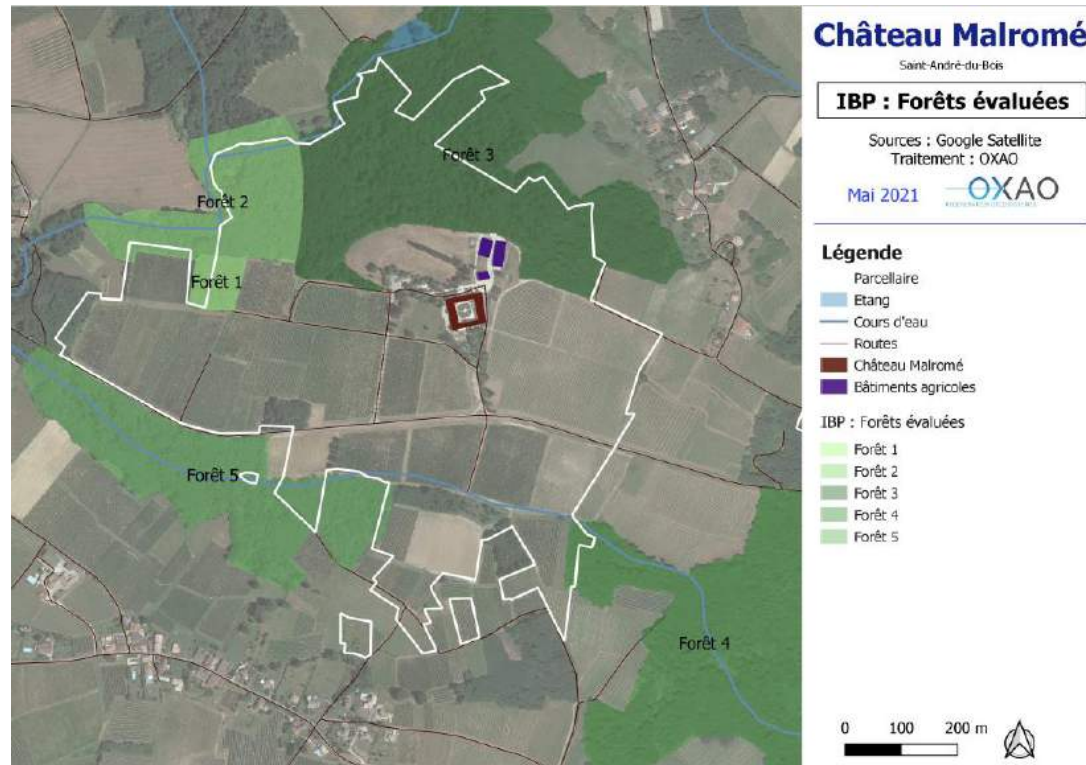 Château Malromé
Saint-André-du-Bois
IBP : Forêts évaluées
Sources : Google Satellite
Traitement : OXAO
Mai 2021
OXAO
Légende
Parcellaire
Etang
Cours d'eau
Routes
Château Malromé
Bâtiments agricoles
IBP : Forêts évaluées
Forêt 1
Forêt 2
Forêt 3
Forêt 4
Forêt 5
0 100 200 m
Forêt 3
Forêt 2
Forêt 1
Forêt 5
Forêt 4